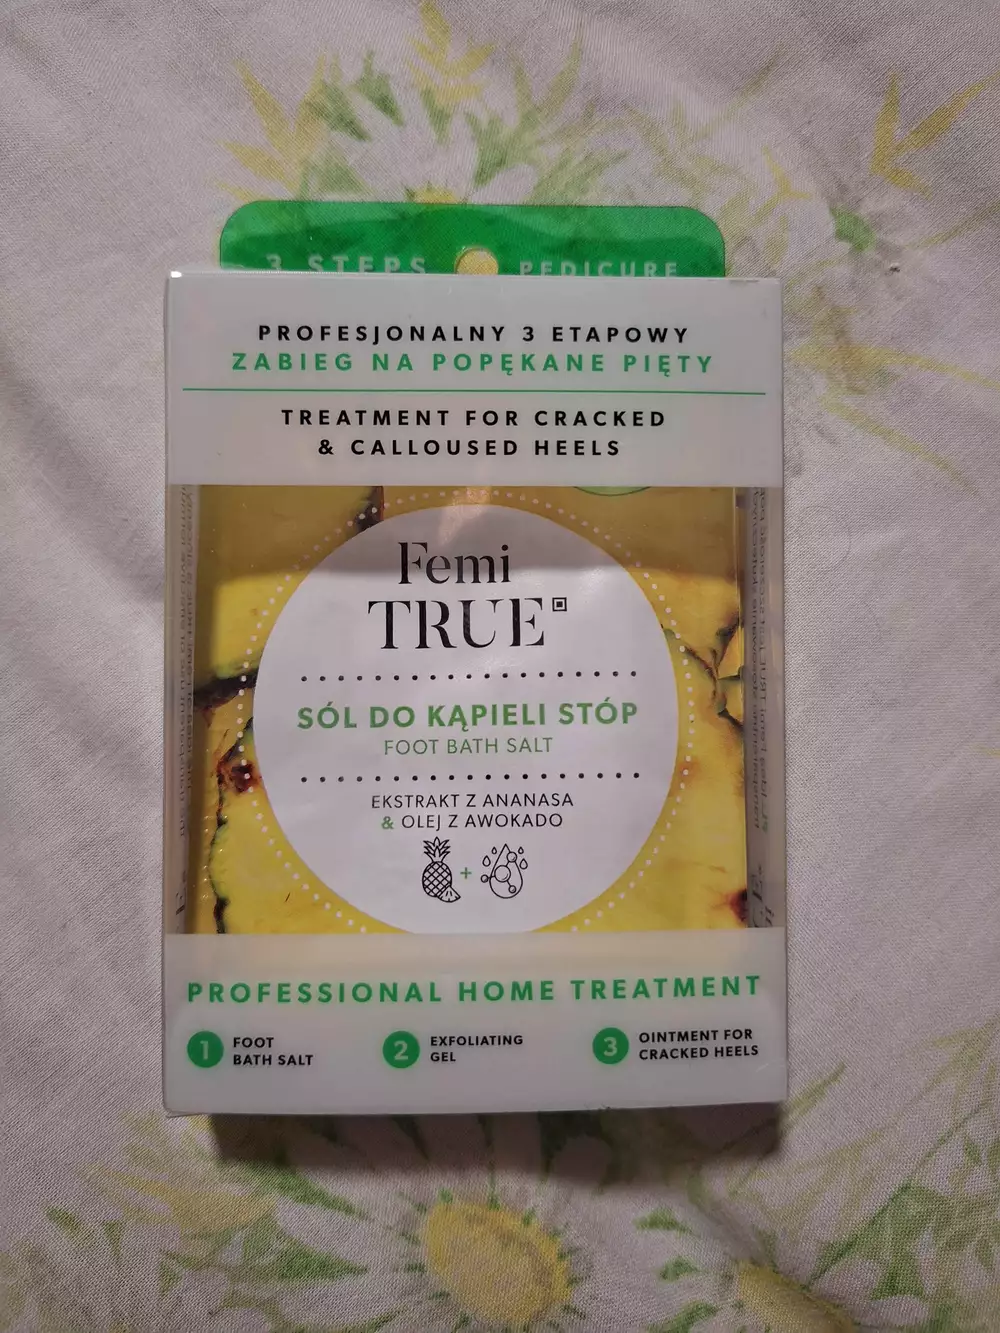 3 STEPS PEDICURE
PROFESJONALNY 3 ETAPOWY
ZABIEG NA POPĘKANE PIĘTY
TREATMENT FOR CRACKED
& CALLOUSED HEELS
Femi
TRUE
SÓL DO KĄPIELI STÓP
FOOT BATH SALT
EKSTRAKT Z ANANASA
& OLEJ Z AWOKADO
+
PROFESSIONAL HOME TREATMENT
1 FOOT
BATH SALT
2 EXFOLIATING
GEL
3 OINTMENT FOR
CRACKED HEELS